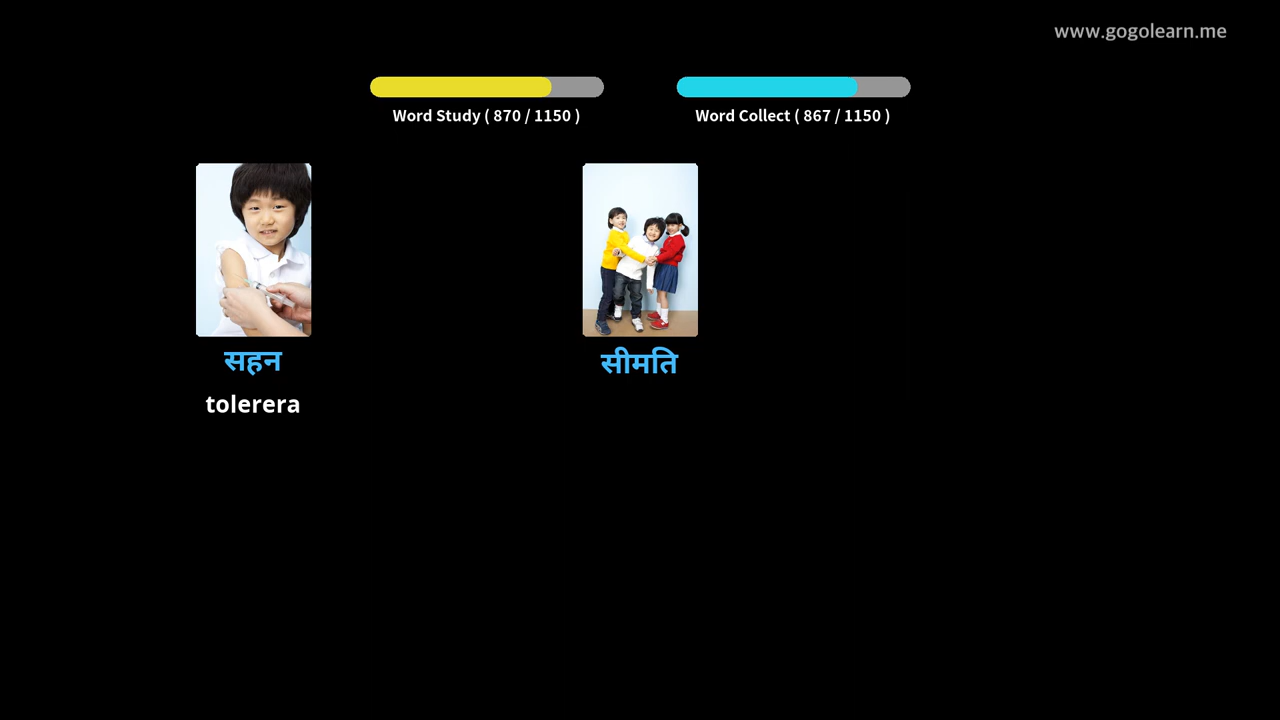 www.gogolearn.me
Word Study ( 870 / 1150 )
Word Collect ( 867 / 1150 )
सहन
सीमति
tolerera